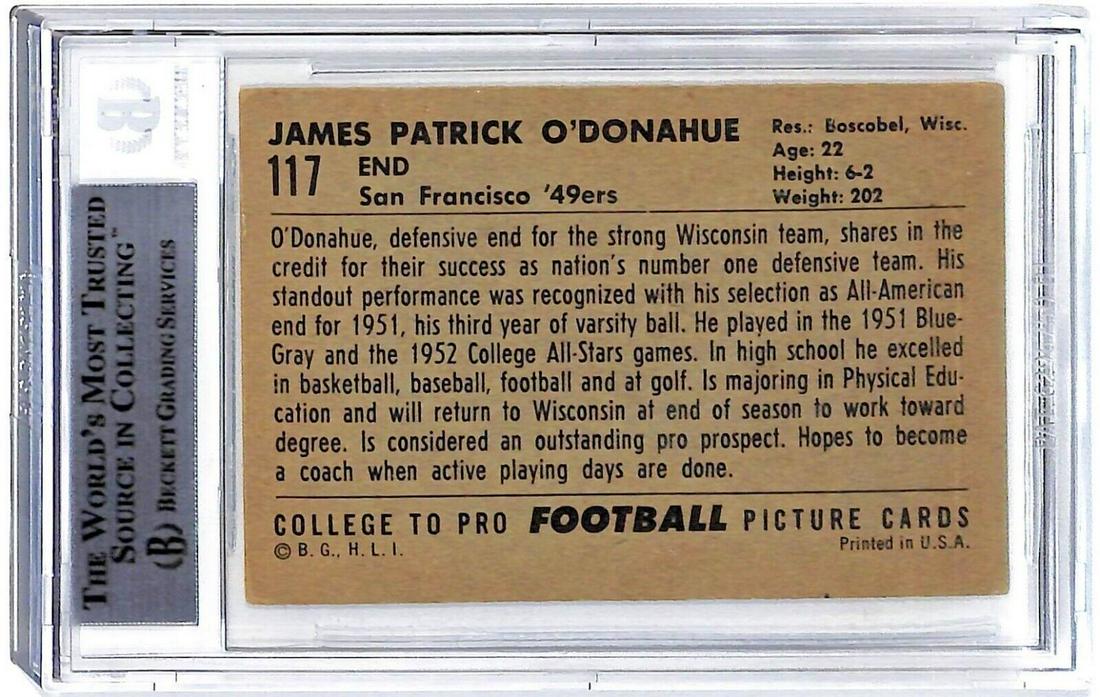 JAMES PATRICK O'DONAHUE
117 END
San Francisco '49ers
Res.: Boscobel, Wisc.
Age: 22
Height: 6-2
Weight: 202
O'Donahue, defensive end for the strong Wisconsin team, shares in the
credit for their success as nation's number one defensive team. His
standout performance was recognized with his selection as All-American
end for 1951, his third year of varsity ball. He played in the 1951 Blue-
Gray and the 1952 College All-Stars games. In high school he excelled
in basketball, baseball, football and at golf. Is majoring in Physical Edu-
cation and will return to Wisconsin at end of season to work toward
degree. Is considered an outstanding pro prospect. Hopes to become
a coach when active playing days are done.
COLLEGE TO PRO FOOTBALL PICTURE CARDS
© B. G., H. L. I.
Printed in U.S.A.
THE WORLD'S MOST TRUSTED
SOURCE IN COLLECTING™
(B) BECKETT GRADING SERVICES